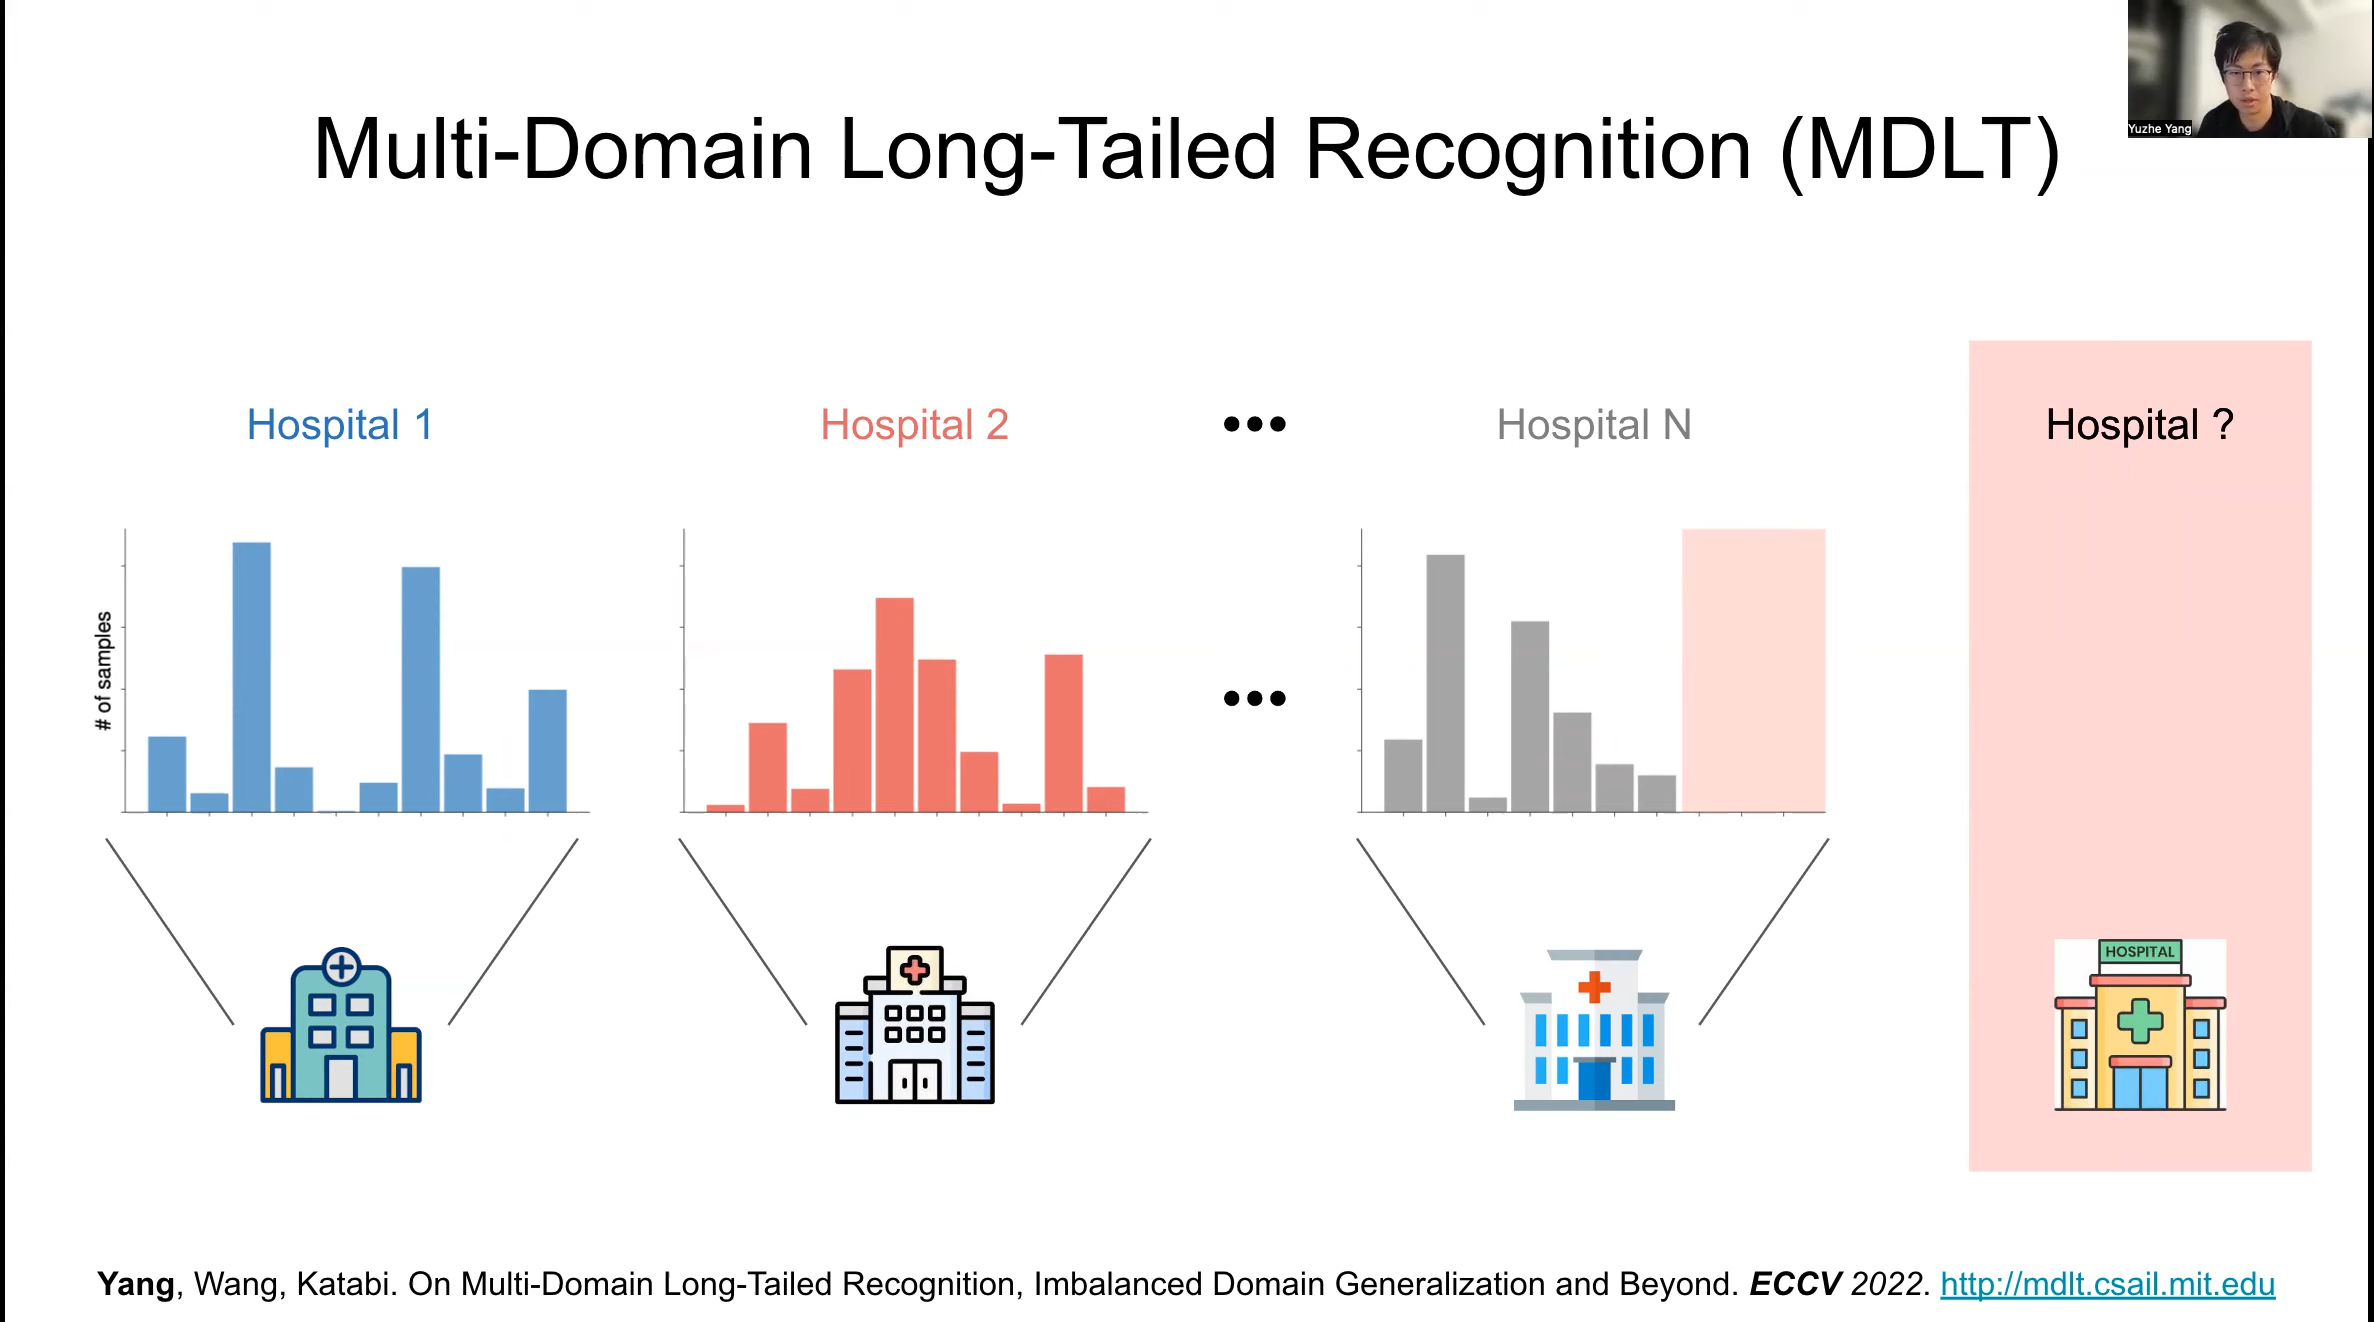 Yuzhe Yang
Multi-Domain Long-Tailed Recognition (MDLT)
Hospital 1
Hospital 2
•••
Hospital N
Hospital ?
# of samples
•••
HOSPITAL
Yang, Wang, Katabi. On Multi-Domain Long-Tailed Recognition, Imbalanced Domain Generalization and Beyond. ECCV 2022. http://mdlt.csail.mit.edu